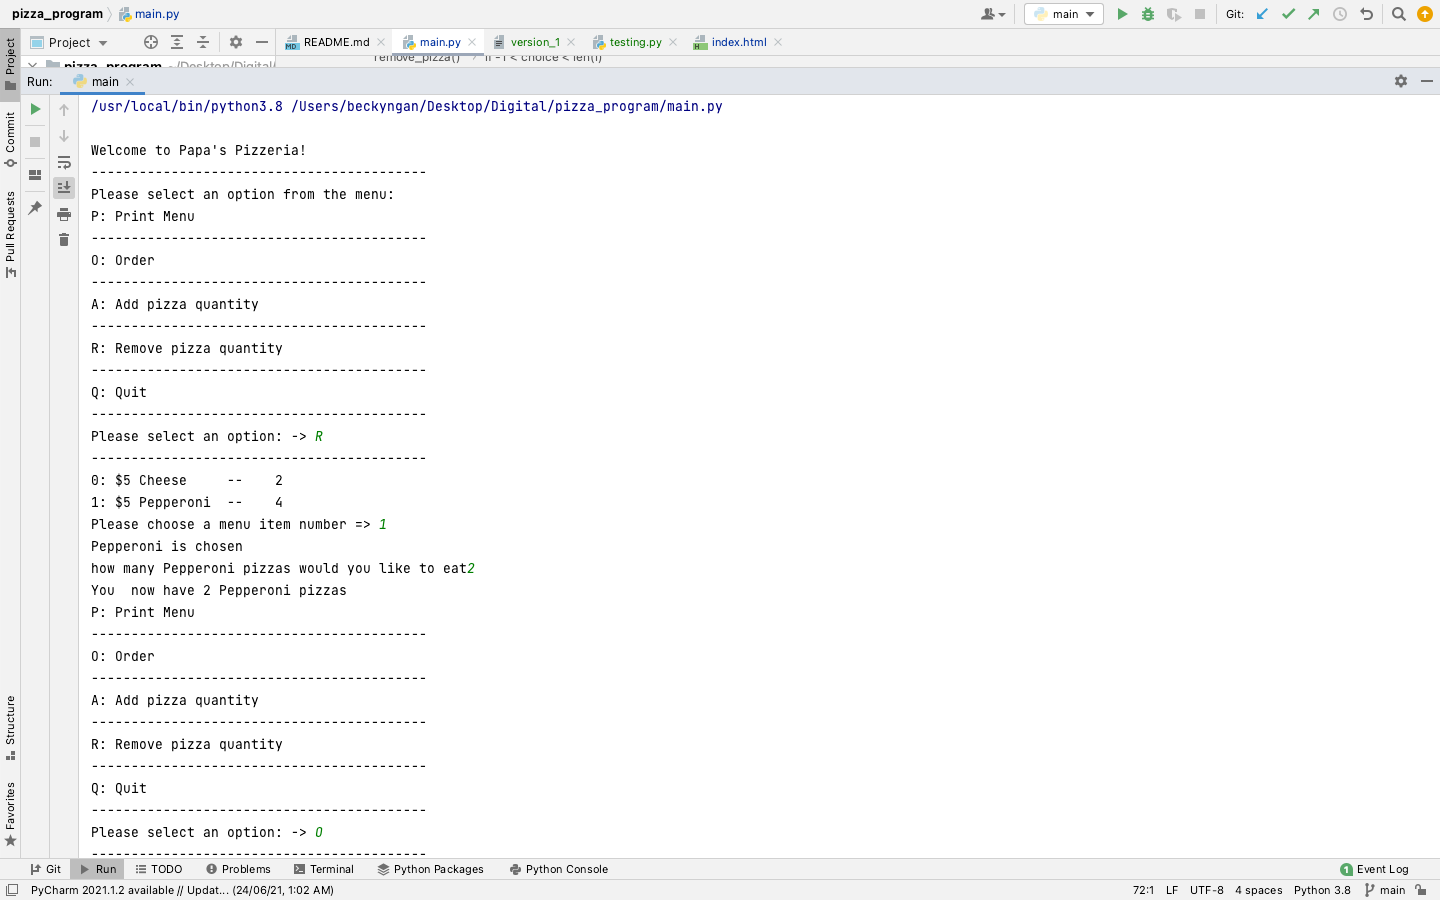 pizza_program main.py
main
Git:
Project
README.md
main.py
version_1
testing.py
index.html
pizza_program ~/Desktop/Digital/
remove_pizza() if -1 < choice < len(l)
Run: main
/usr/local/bin/python3.8 /Users/beckyngan/Desktop/Digital/pizza_program/main.py
Welcome to Papa's Pizzeria!
------------------------------------------
Please select an option from the menu:
P: Print Menu
------------------------------------------
O: Order
------------------------------------------
A: Add pizza quantity
------------------------------------------
R: Remove pizza quantity
------------------------------------------
Q: Quit
------------------------------------------
Please select an option: -> R
------------------------------------------
0: $5 Cheese     --    2
1: $5 Pepperoni  --    4
Please choose a menu item number => 1
Pepperoni is chosen
how many Pepperoni pizzas would you like to eat2
You  now have 2 Pepperoni pizzas
P: Print Menu
------------------------------------------
O: Order
------------------------------------------
A: Add pizza quantity
------------------------------------------
R: Remove pizza quantity
------------------------------------------
Q: Quit
------------------------------------------
Please select an option: -> O
------------------------------------------
Project
Commit
Pull Requests
Structure
Favorites
Git
Run
TODO
Problems
Terminal
Python Packages
Python Console
1 Event Log
PyCharm 2021.1.2 available // Updat... (24/06/21, 1:02 AM)
72:1 LF UTF-8 4 spaces Python 3.8 main